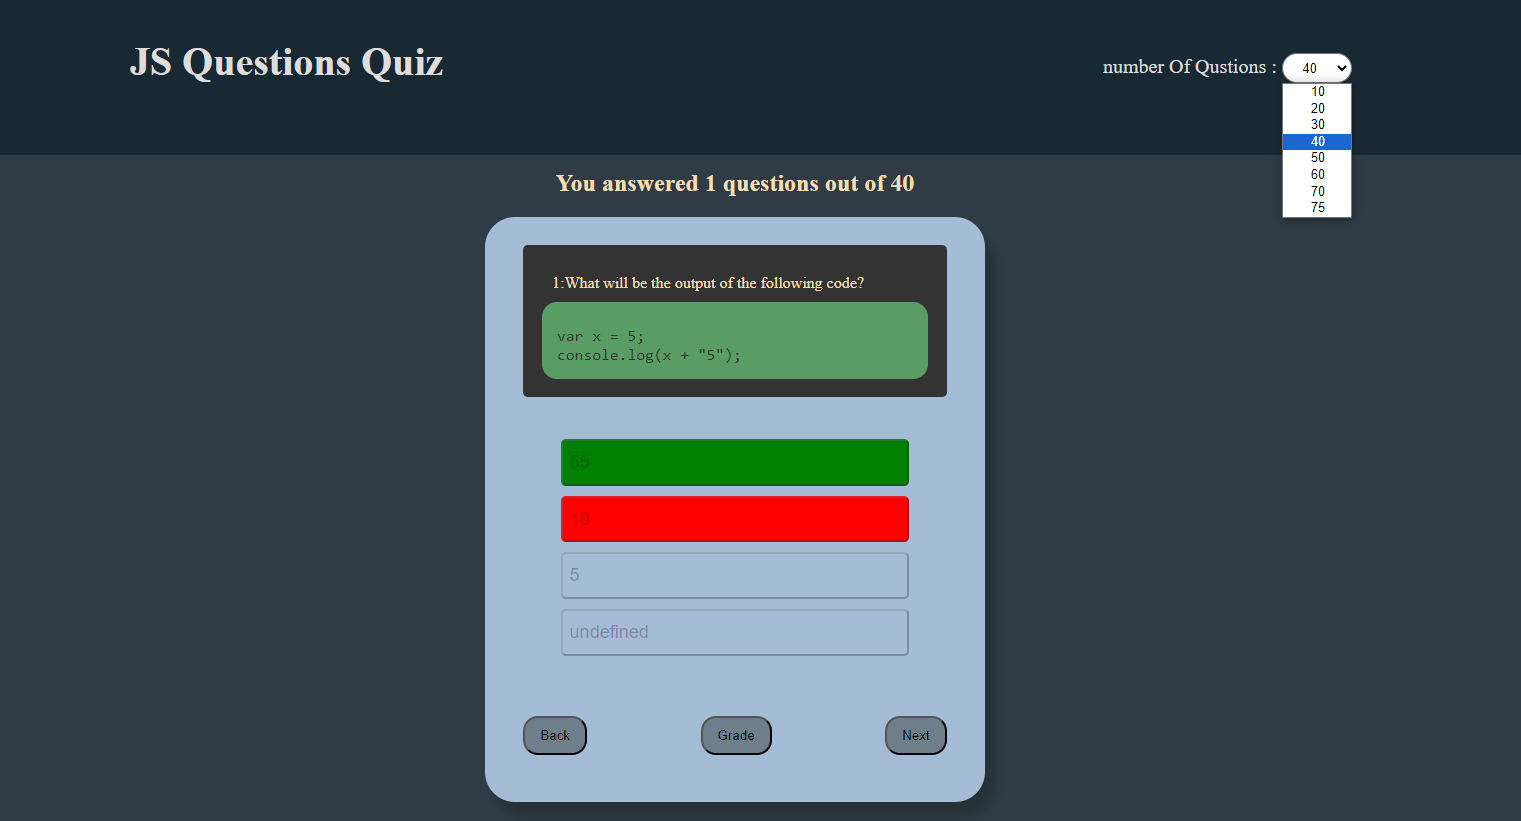 JS Questions Quiz
number Of Qustions : 40
10
20
30
40
50
60
70
75
You answered 1 questions out of 40
1:What will be the output of the following code?
var x = 5;
console.log(x + "5");
55
10
5
undefined
Back
Grade
Next